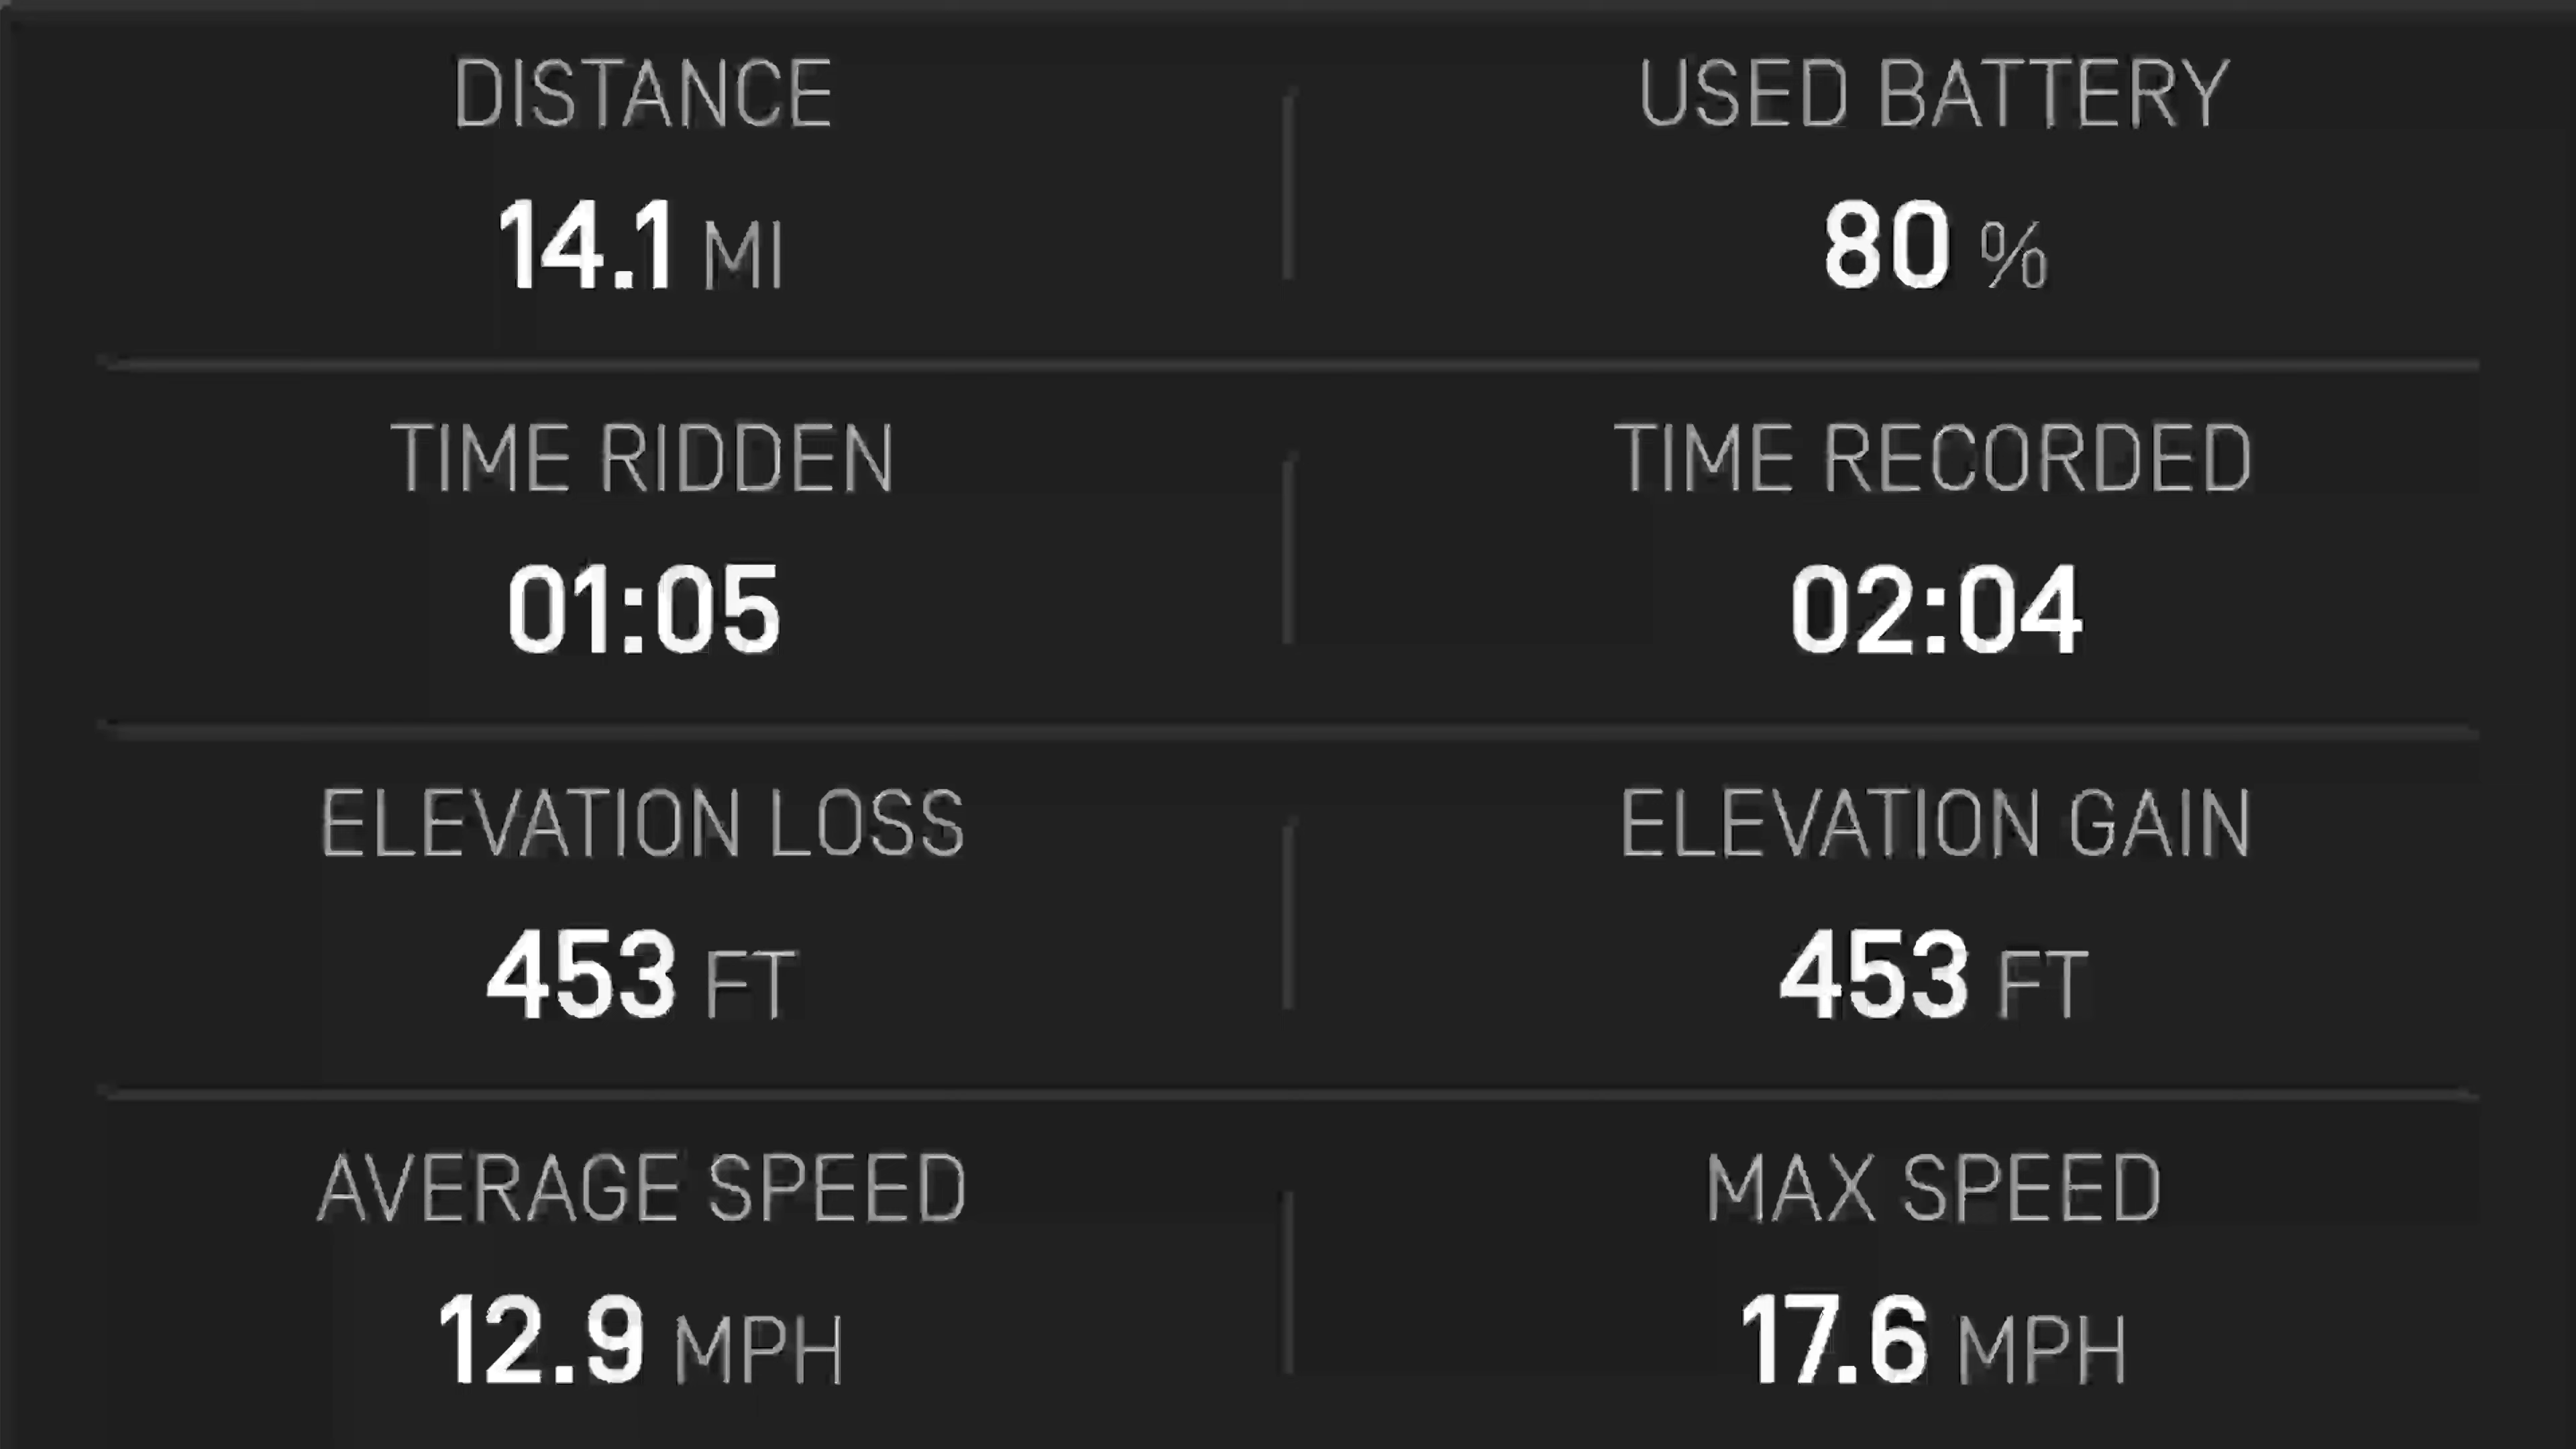 DISTANCE
USED BATTERY
14.1 MI
80 %
TIME RIDDEN
TIME RECORDED
01:05
02:04
ELEVATION LOSS
ELEVATION GAIN
453 FT
453 FT
AVERAGE SPEED
MAX SPEED
12.9 MPH
17.6 MPH